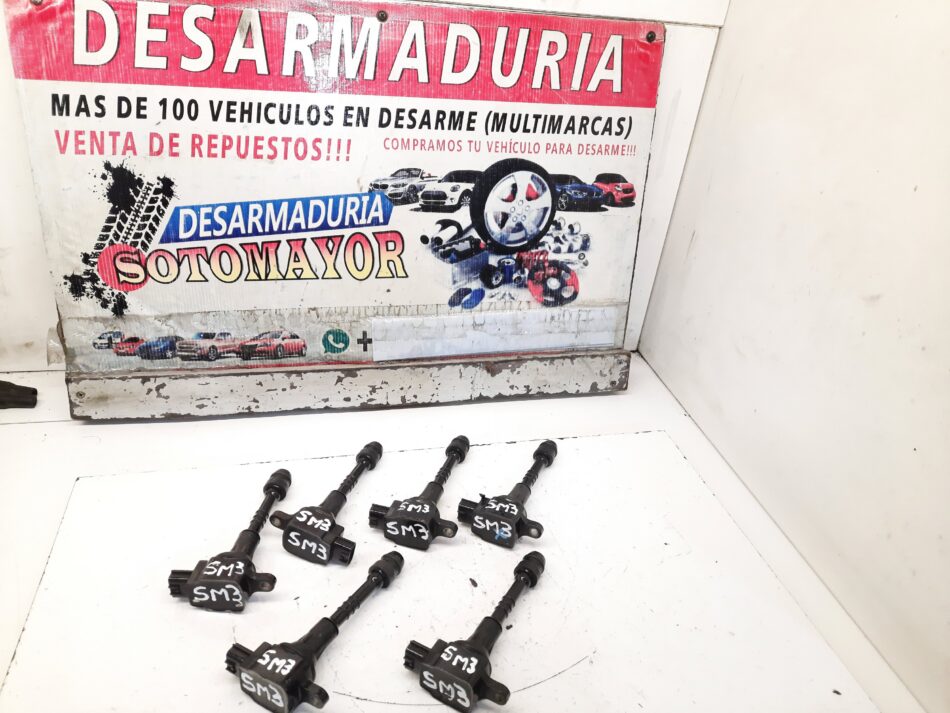 DESARMADURIA
MAS DE 100 VEHICULOS EN DESARME (MULTIMARCAS)
VENTA DE REPUESTOS!!! COMPRAMOS TU VEHÍCULO PARA DESARME!!!
DESARMADURIA
SOTOMAYOR
+
SM3
SM3
SM3
SM3
SM3
SM3
SM3
SM3
SM3
SM3
SM3
SM3